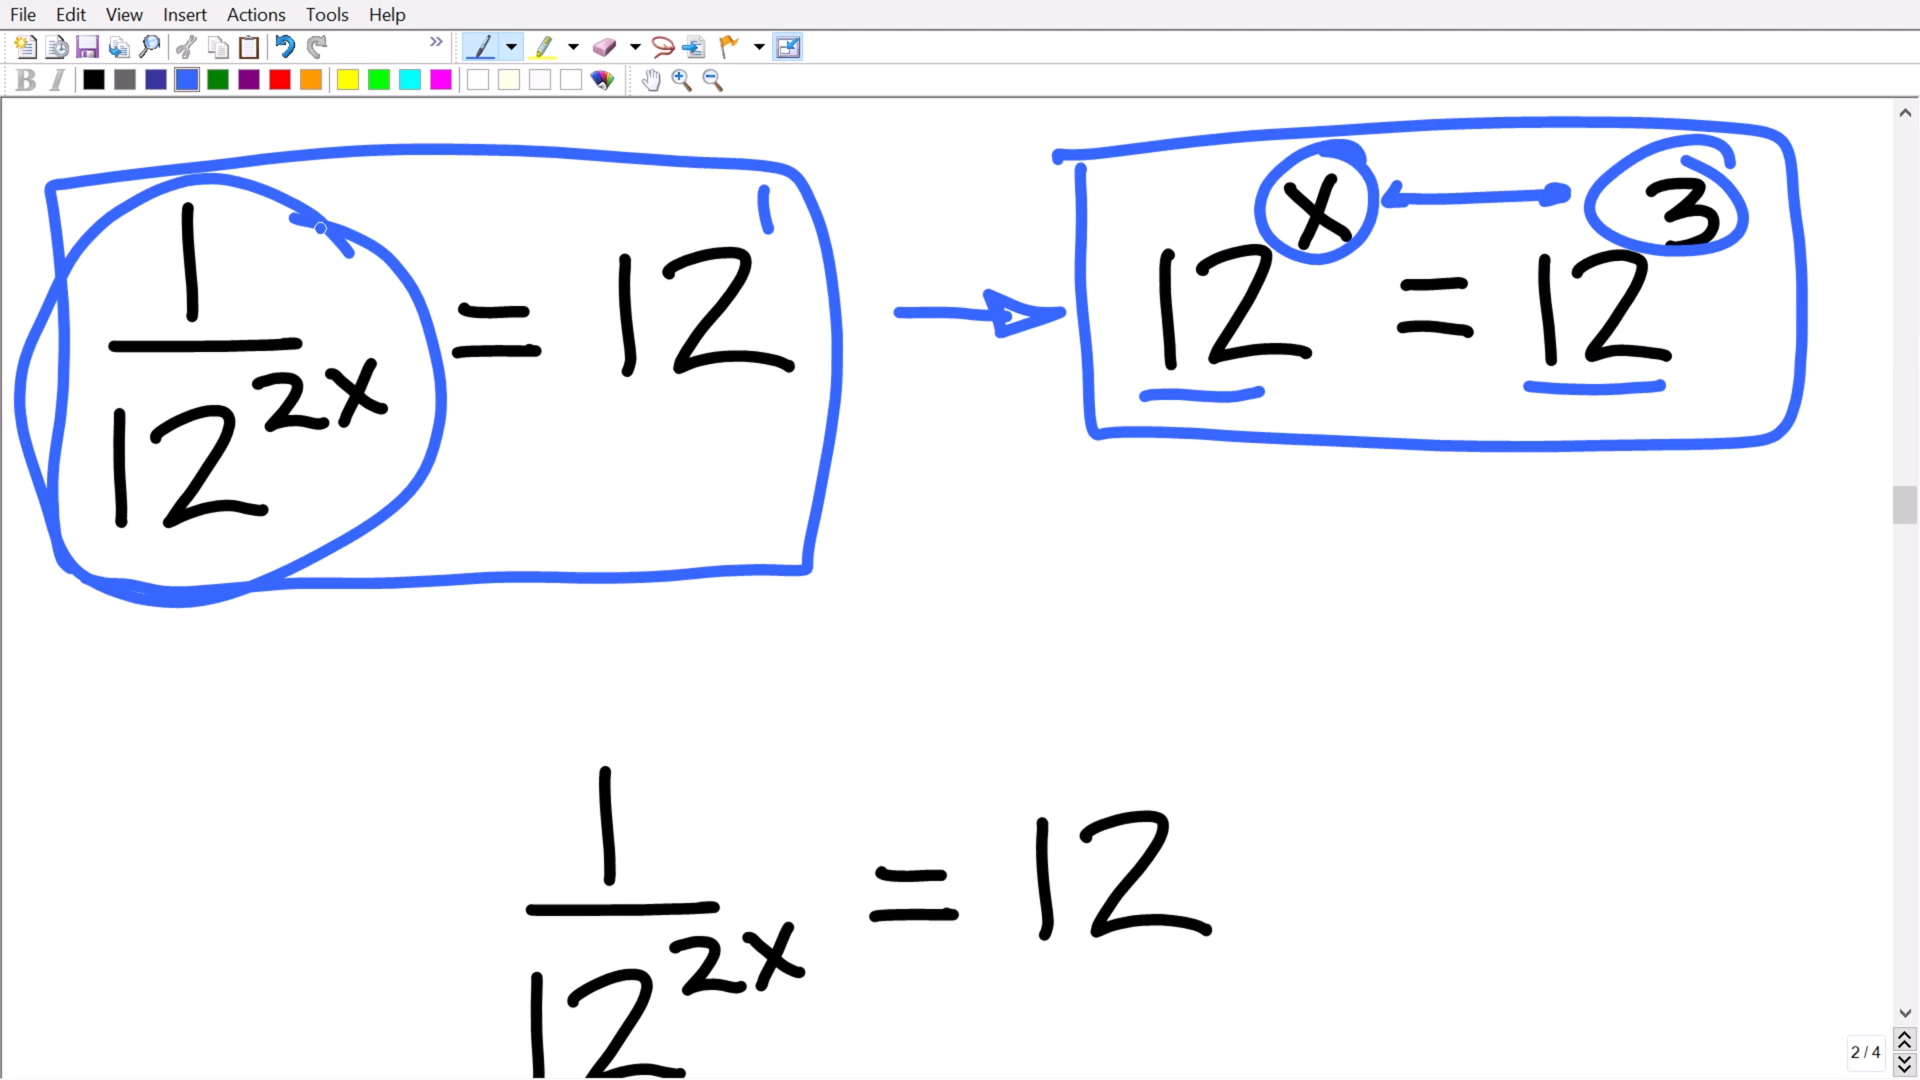 File Edit View Insert Actions Tools Help
B I
1/12^{2x} = 12^1
12^x = 12^3
1/12^{2x} = 12
2 / 4